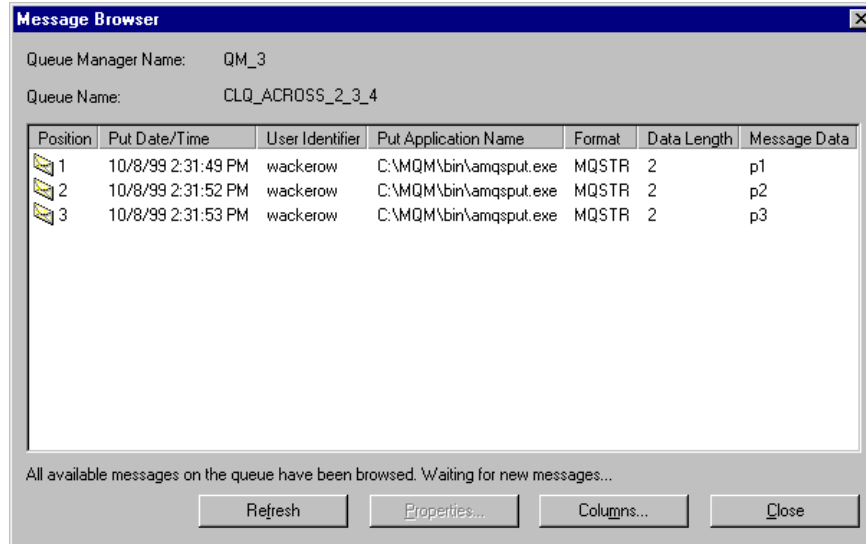 Message Browser
Queue Manager Name: QM_3
Queue Name: CLQ_ACROSS_2_3_4
Position Put Date/Time User Identifier Put Application Name Format Data Length Message Data
1 10/8/99 2:31:49 PM wackerow C:\MQM\bin\amqsput.exe MQSTR 2 p1
2 10/8/99 2:31:52 PM wackerow C:\MQM\bin\amqsput.exe MQSTR 2 p2
3 10/8/99 2:31:53 PM wackerow C:\MQM\bin\amqsput.exe MQSTR 2 p3
All available messages on the queue have been browsed. Waiting for new messages...
Refresh Properties... Columns... Close